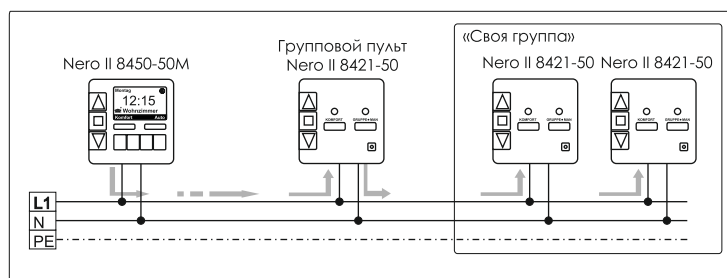 «Своя группа»
Групповой пульт
Nero II 8450-50M
Nero II 8421-50
Nero II 8421-50
Nero II 8421-50
Montag
12:15
Wohnzimmer
Komfort Auto
KOMFORT GRUPPE•MAN
KOMFORT GRUPPE•MAN
KOMFORT GRUPPE•MAN
L1
N
PE